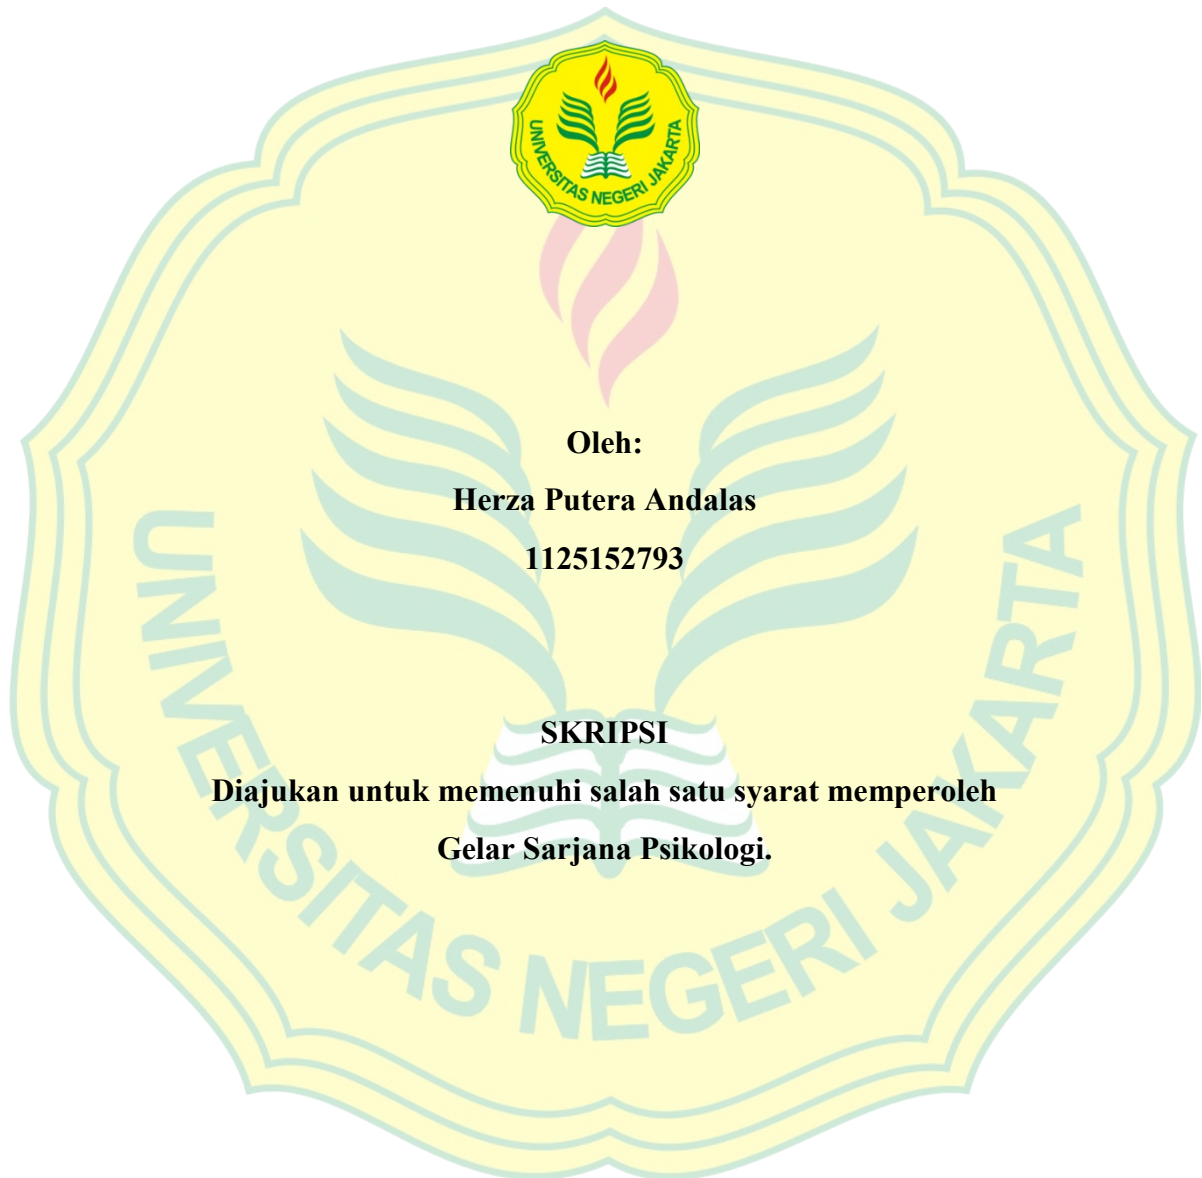 UNIVERSITAS NEGERI JAKARTA
Oleh:
Herza Putera Andalas
1125152793
SKRIPSI
Diajukan untuk memenuhi salah satu syarat memperoleh
Gelar Sarjana Psikologi.
UNIVERSITAS NEGERI JAKARTA